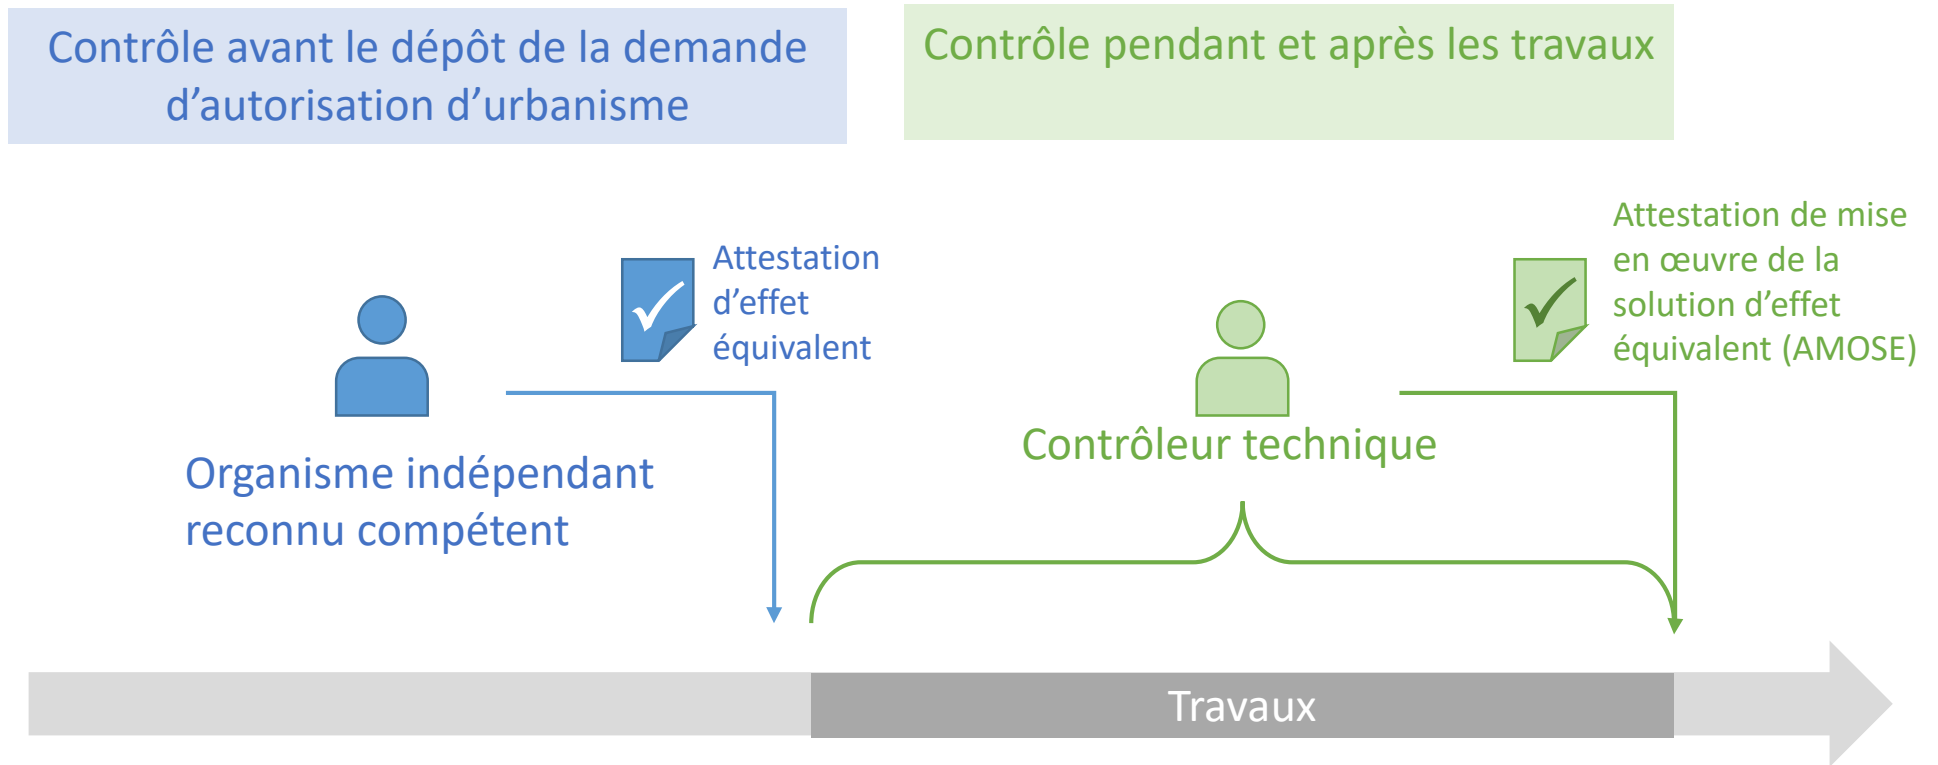 Contrôle avant le dépôt de la demande
d’autorisation d’urbanisme
Contrôle pendant et après les travaux
Attestation
d’effet
équivalent
Attestation de mise
en œuvre de la
solution d’effet
équivalent (AMOSE)
Organisme indépendant
reconnu compétent
Contrôleur technique
Travaux